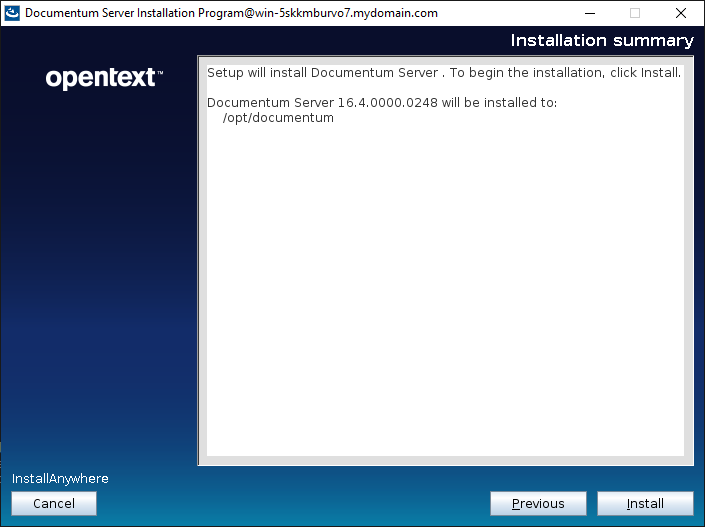 Documentum Server Installation Program@win-5skkmburvo7.mydomain.com
Installation summary
opentext™
Setup will install Documentum Server . To begin the installation, click Install.
Documentum Server 16.4.0000.0248 will be installed to:
/opt/documentum
InstallAnywhere
Cancel
Previous
Install